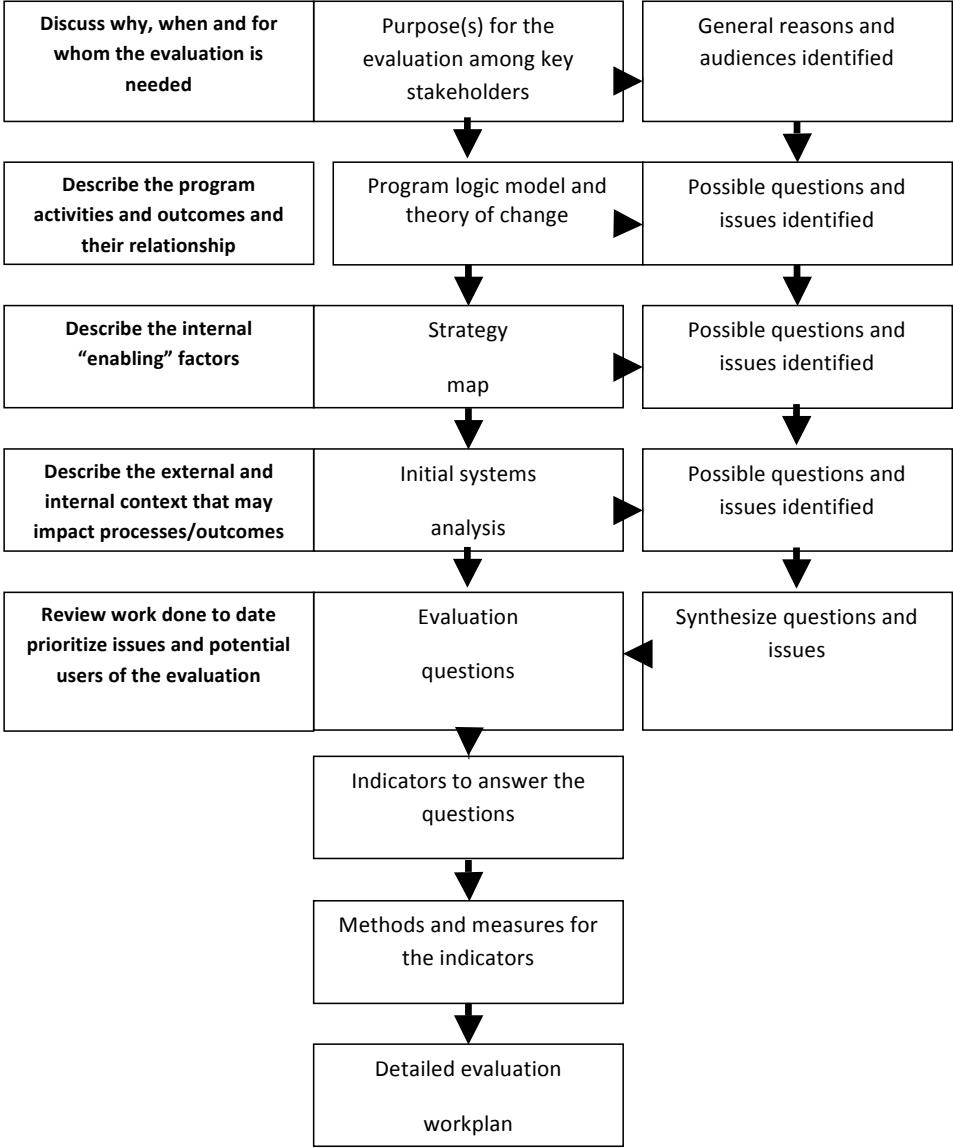 Discuss why, when and for
whom the evaluation is
needed
Purpose(s) for the
evaluation among key
stakeholders
General reasons and
audiences identified
Describe the program
activities and outcomes and
their relationship
Program logic model and
theory of change
Possible questions and
issues identified
Describe the internal
“enabling” factors
Strategy
map
Possible questions and
issues identified
Describe the external and
internal context that may
impact processes/outcomes
Initial systems
analysis
Possible questions and
issues identified
Review work done to date
prioritize issues and potential
users of the evaluation
Evaluation
questions
Synthesize questions and
issues
Indicators to answer the
questions
Methods and measures for
the indicators
Detailed evaluation
workplan